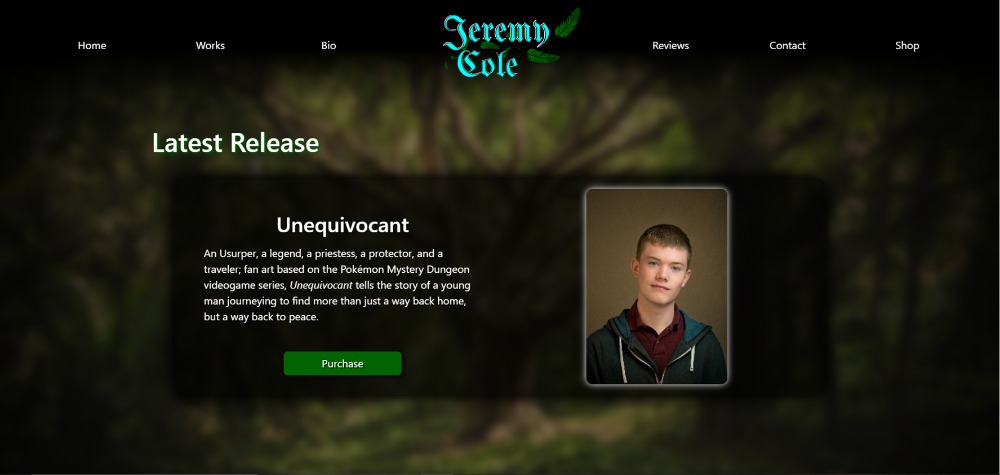 Home Works Bio Jeremy Cole Reviews Contact Shop
Latest Release
Unequivocant
An Usurper, a legend, a priestess, a protector, and a
traveler; fan art based on the Pokémon Mystery Dungeon
videogame series, Unequivocant tells the story of a young
man journeying to find more than just a way back home,
but a way back to peace.
Purchase